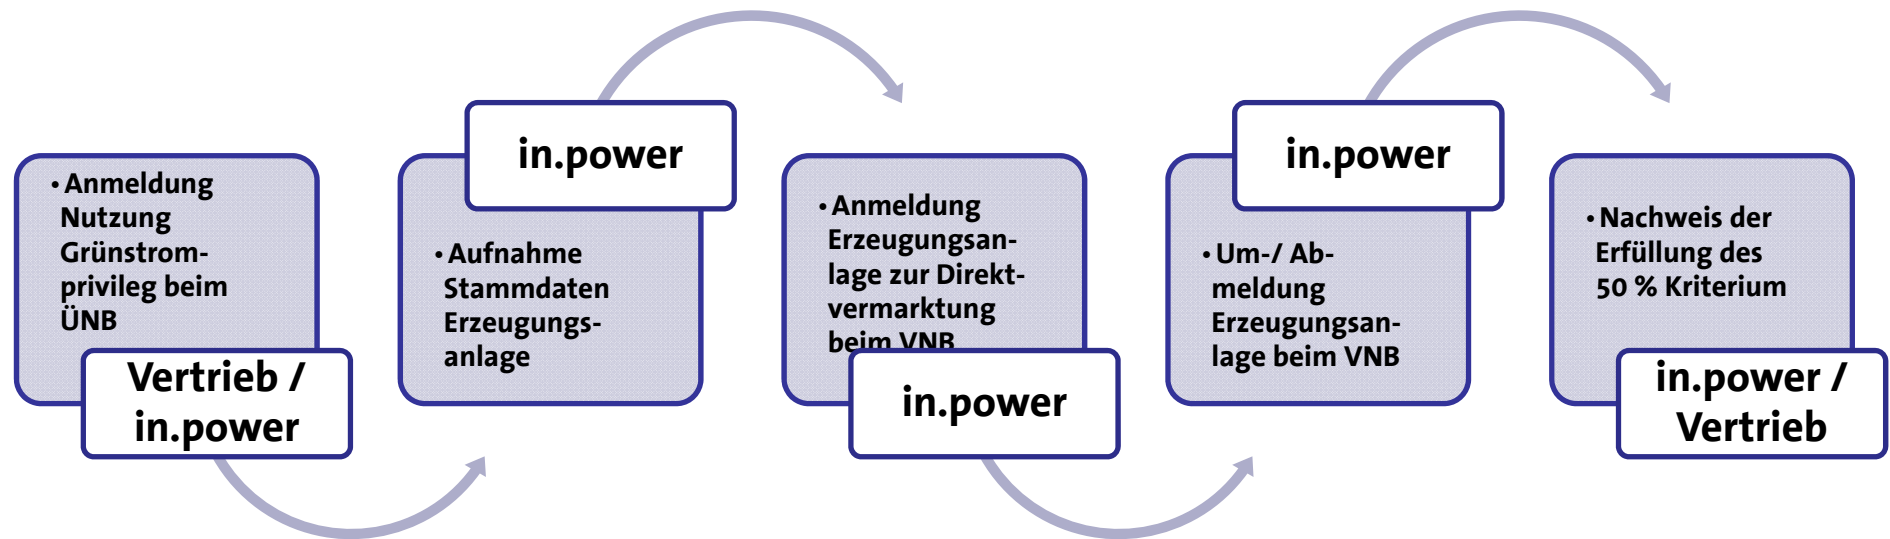 • Anmeldung
Nutzung
Grünstrom-
privileg beim
ÜNB
Vertrieb /
in.power
in.power
• Aufnahme
Stammdaten
Erzeugungs-
anlage
• Anmeldung
Erzeugungsan-
lage zur Direkt-
vermarktung
beim VNB
in.power
in.power
• Um-/ Ab-
meldung
Erzeugungsan-
lage beim VNB
• Nachweis der
Erfüllung des
50 % Kriterium
in.power /
Vertrieb